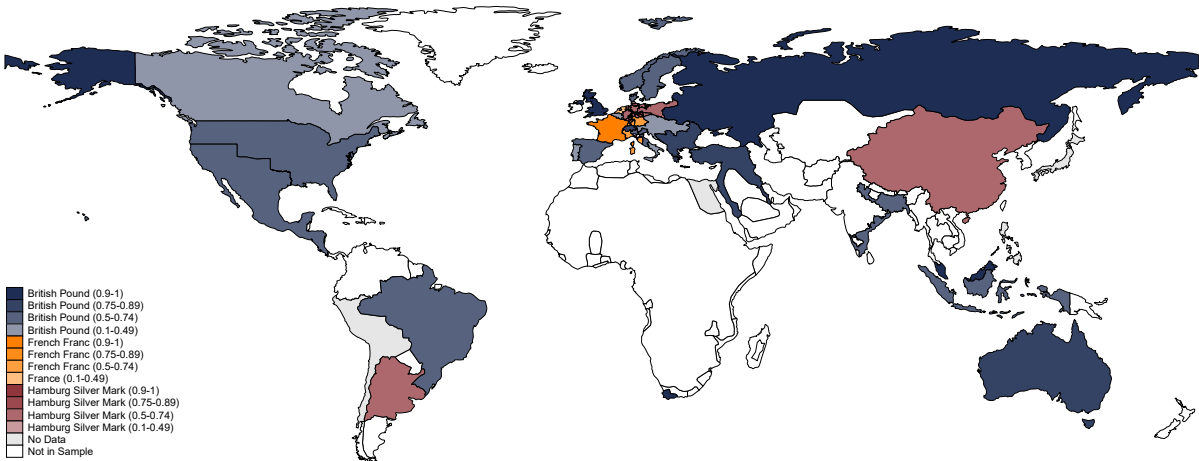 British Pound (0.9-1)
British Pound (0.75-0.89)
British Pound (0.5-0.74)
British Pound (0.1-0.49)
French Franc (0.9-1)
French Franc (0.75-0.89)
French Franc (0.5-0.74)
France (0.1-0.49)
Hamburg Silver Mark (0.9-1)
Hamburg Silver Mark (0.75-0.89)
Hamburg Silver Mark (0.5-0.74)
Hamburg Silver Mark (0.1-0.49)
No Data
Not in Sample